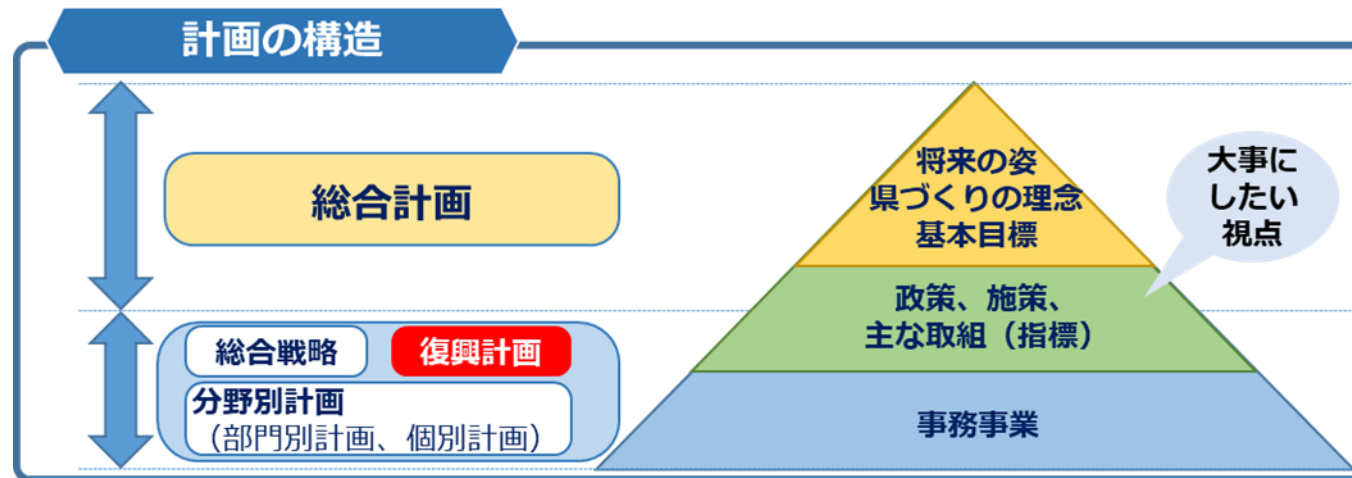 計画の構造
総合計画
総合戦略
復興計画
分野別計画
（部門別計画、個別計画）
将来の姿
県づくりの理念
基本目標
大事に
したい
視点
政策、施策、
主な取組（指標）
事務事業